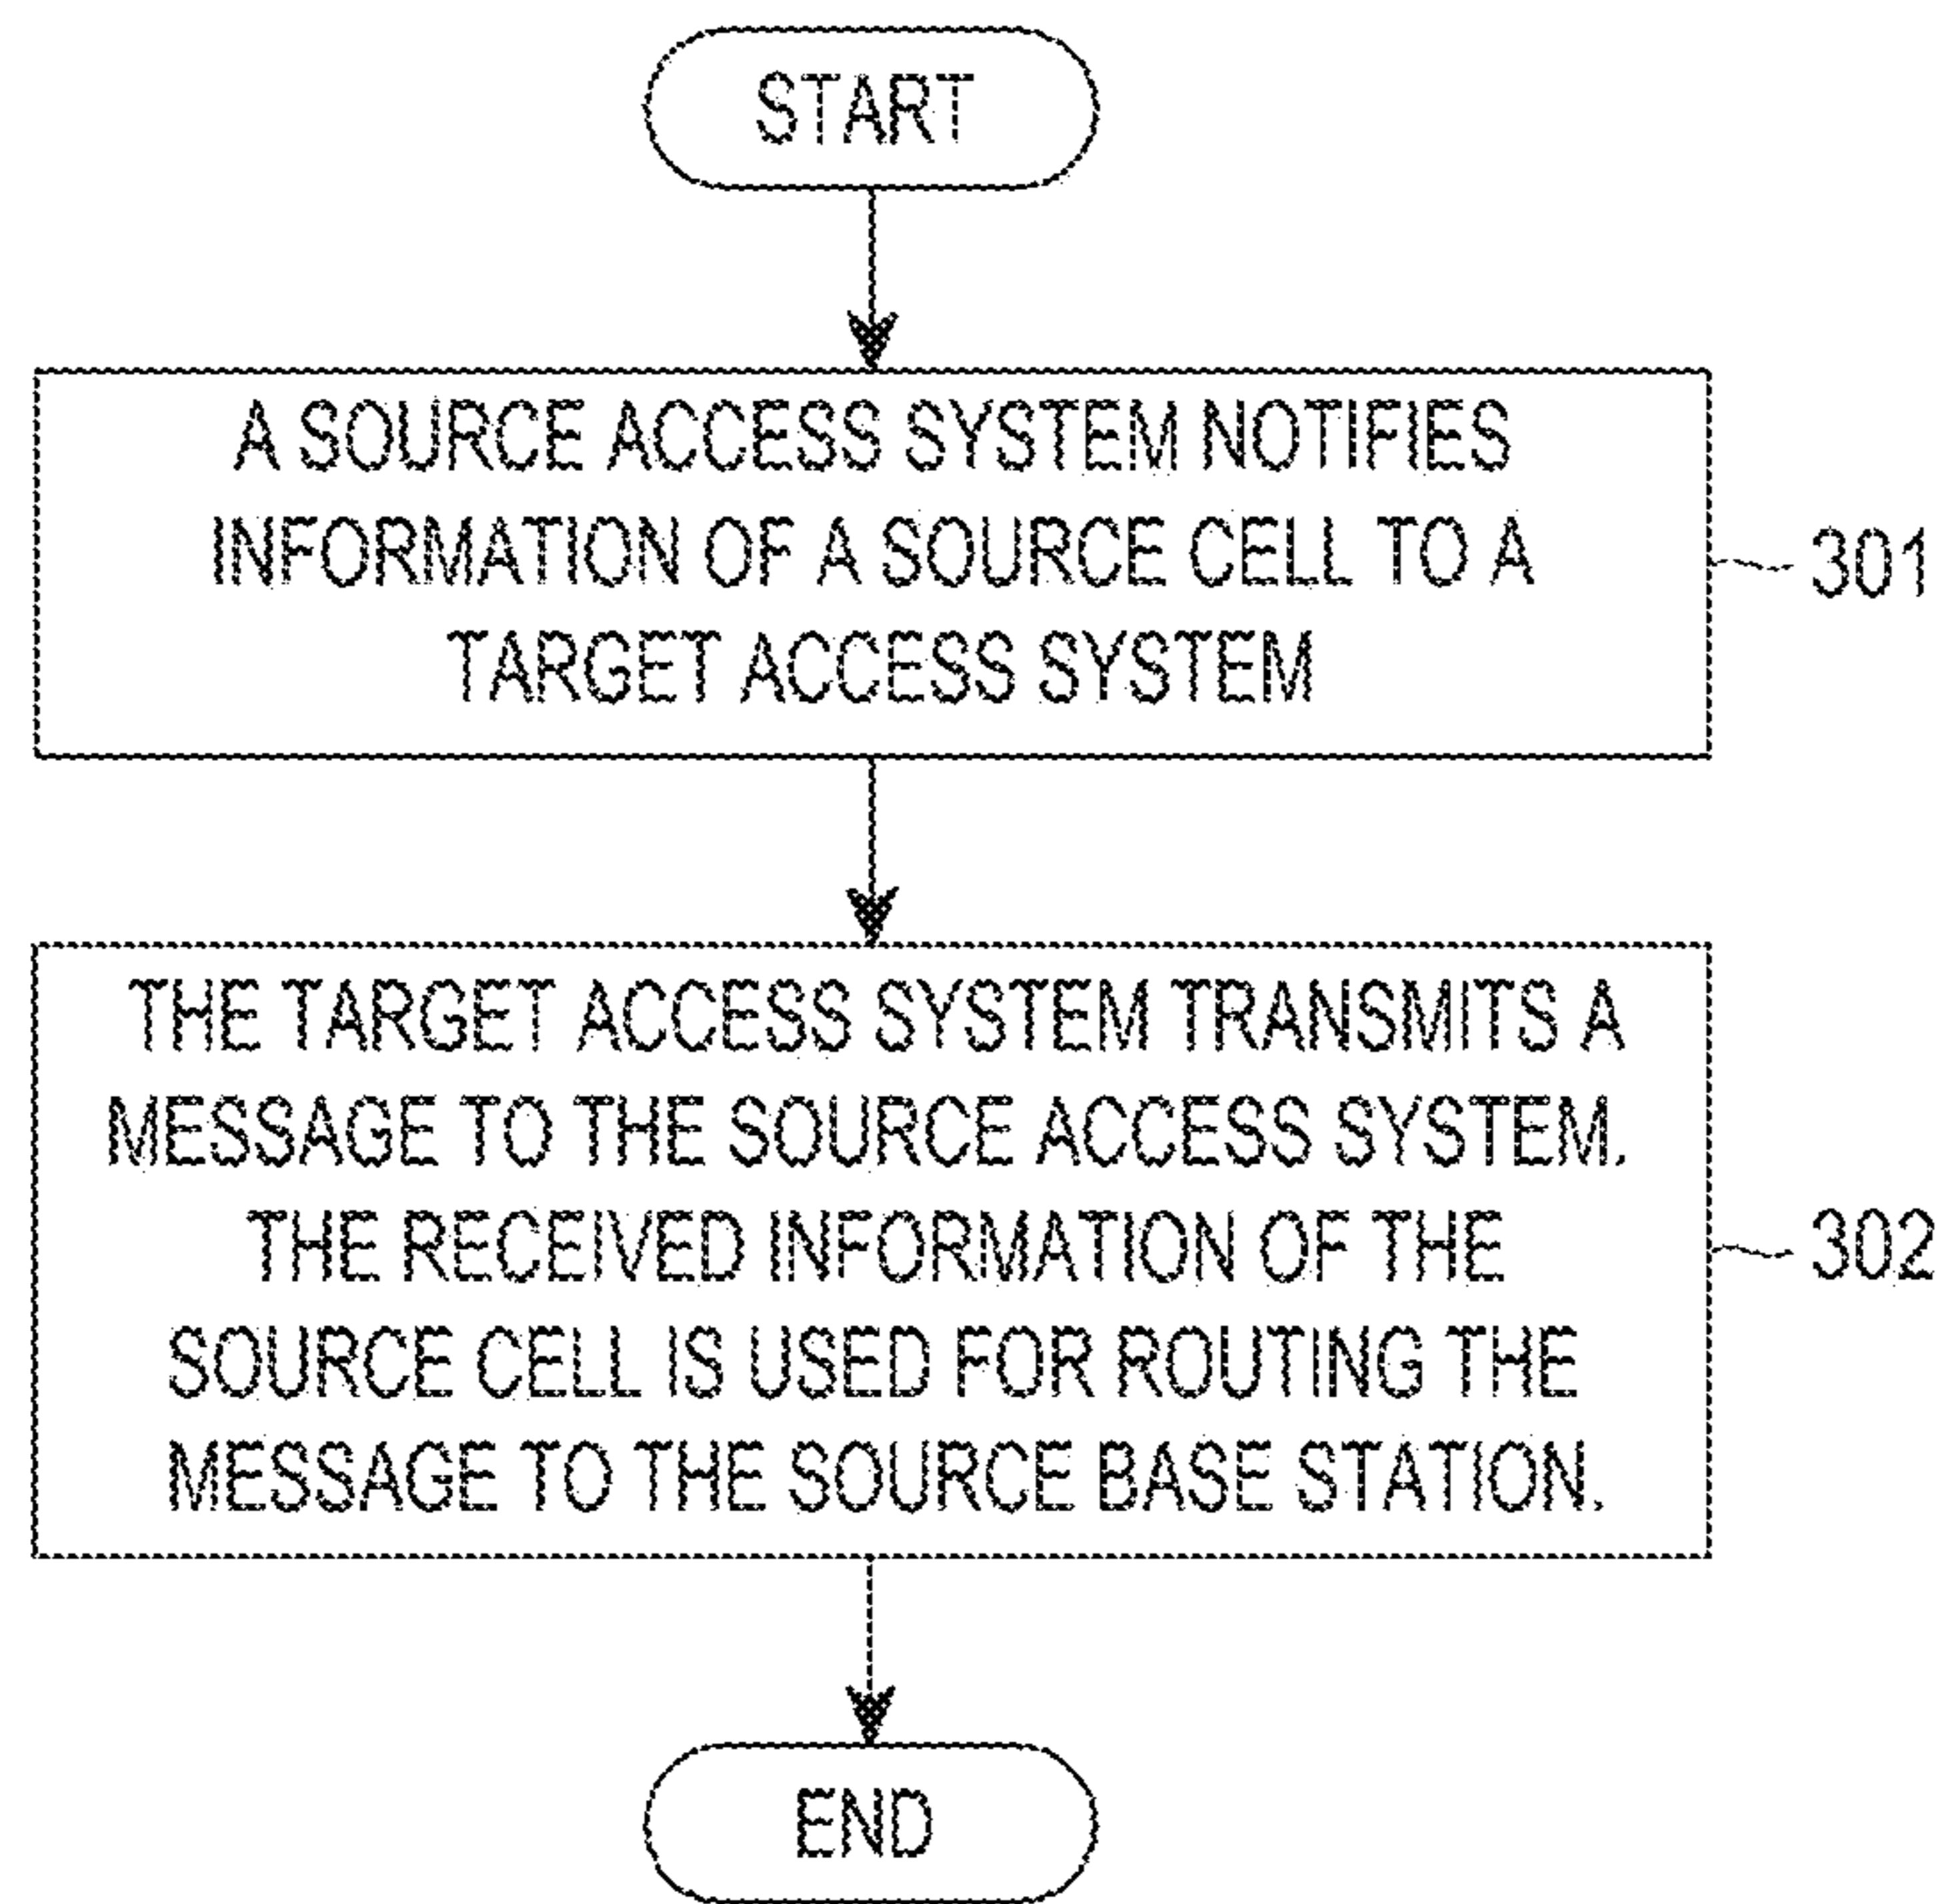 START
A SOURCE ACCESS SYSTEM NOTIFIES
INFORMATION OF A SOURCE CELL TO A
TARGET ACCESS SYSTEM
301
THE TARGET ACCESS SYSTEM TRANSMITS A
MESSAGE TO THE SOURCE ACCESS SYSTEM.
THE RECEIVED INFORMATION OF THE
SOURCE CELL IS USED FOR ROUTING THE
MESSAGE TO THE SOURCE BASE STATION.
302
END